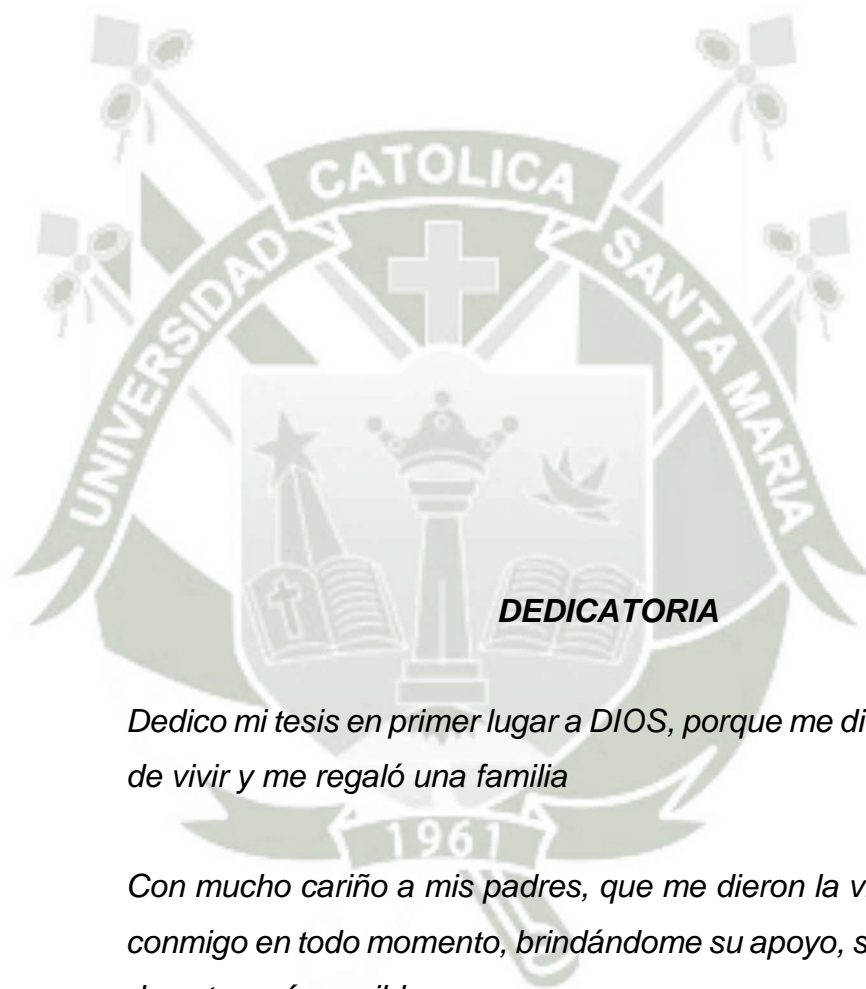 UNIVERSIDAD CATOLICA SANTA MARIA
DEDICATORIA
Dedico mi tesis en primer lugar a DIOS, porque me di
de vivir y me regaló una familia
1961
Con mucho cariño a mis padres, que me dieron la v
conmigo en todo momento, brindándome su apoyo, s